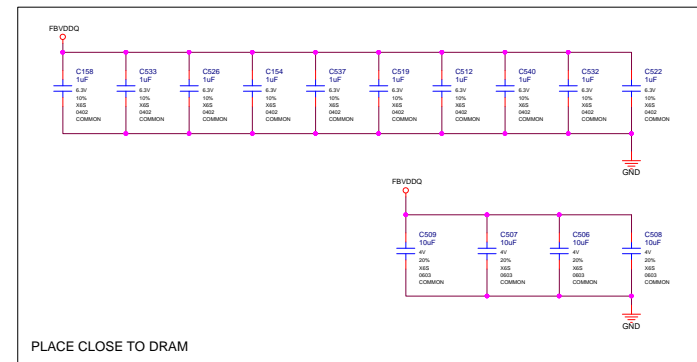 FBVDDQ
C158 C533 C526 C154 C537 C519 C512 C540 C532 C522
1uF 1uF 1uF 1uF 1uF 1uF 1uF 1uF 1uF 1uF
6.3V 6.3V 6.3V 6.3V 6.3V 6.3V 6.3V 6.3V 6.3V 6.3V
10% 10% 10% 10% 10% 10% 10% 10% 10% 10%
X6S X6S X6S X6S X6S X6S X6S X6S X6S X6S
0402 0402 0402 0402 0402 0402 0402 0402 0402 0402
COMMON COMMON COMMON COMMON COMMON COMMON COMMON COMMON COMMON COMMON
GND
FBVDDQ
C509 C507 C506 C508
10uF 10uF 10uF 10uF
4V 4V 4V 4V
20% 20% 20% 20%
X6S X6S X6S X6S
0603 0603 0603 0603
COMMON COMMON COMMON COMMON
GND
PLACE CLOSE TO DRAM